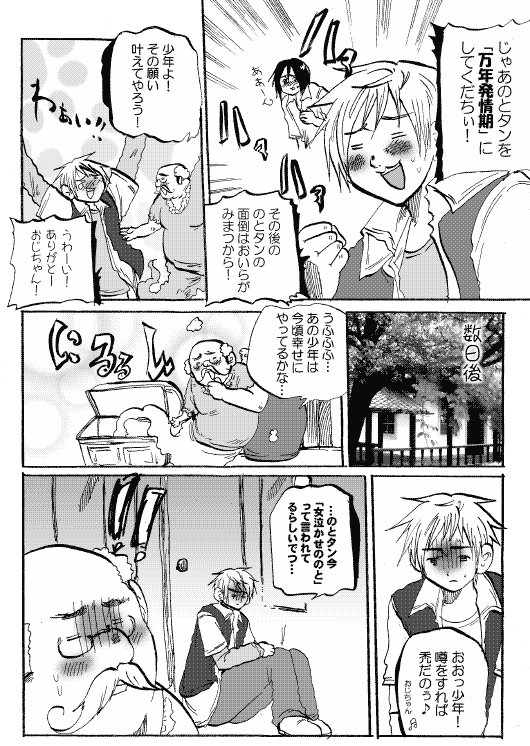 じゃあのとタンを
「万年発情期」に
してくだちぃ！
あぁん
その後の
のとタンの
面倒はおいらが
みまつから！
少年よ！
その願い
叶えてやろう！
わぁい!!
うわーい！
ありがとー
おじちゃん！
数日後
うふふふ…
あの少年は
今頃幸せに
やってるかな…
じゅるるし
おおっ少年！
噂をすれば
禿だのぅ♪
おじちゃん
…のとタン今
「女泣かせののと」
って言われて
るらしいでつ…
!!